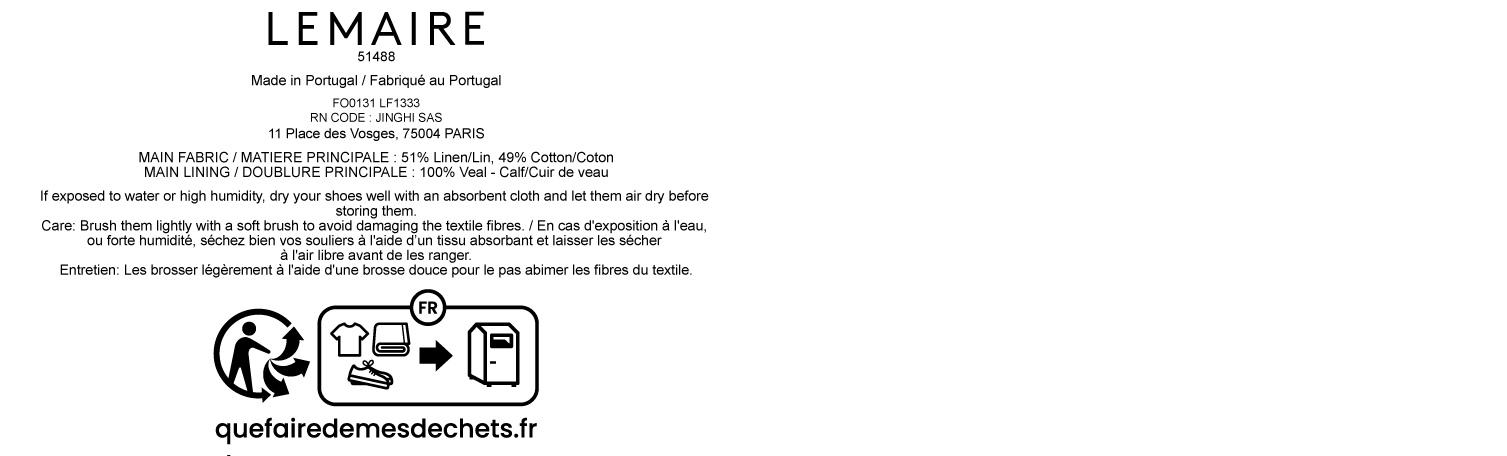 LEMAIRE
51488
Made in Portugal / Fabriqué au Portugal
FO0131 LF1333
RN CODE : JINGHI SAS
11 Place des Vosges, 75004 PARIS
MAIN FABRIC / MATIERE PRINCIPALE : 51% Linen/Lin, 49% Cotton/Coton
MAIN LINING / DOUBLURE PRINCIPALE : 100% Veal - Calf/Cuir de veau
If exposed to water or high humidity, dry your shoes well with an absorbent cloth and let them air dry before
storing them.
Care: Brush them lightly with a soft brush to avoid damaging the textile fibres. / En cas d'exposition à l'eau,
ou forte humidité, séchez bien vos souliers à l'aide d’un tissu absorbant et laisser les sécher
à l'air libre avant de les ranger.
Entretien: Les brosser légèrement à l'aide d'une brosse douce pour le pas abimer les fibres du textile.
FR
quefairedemesdechets.fr